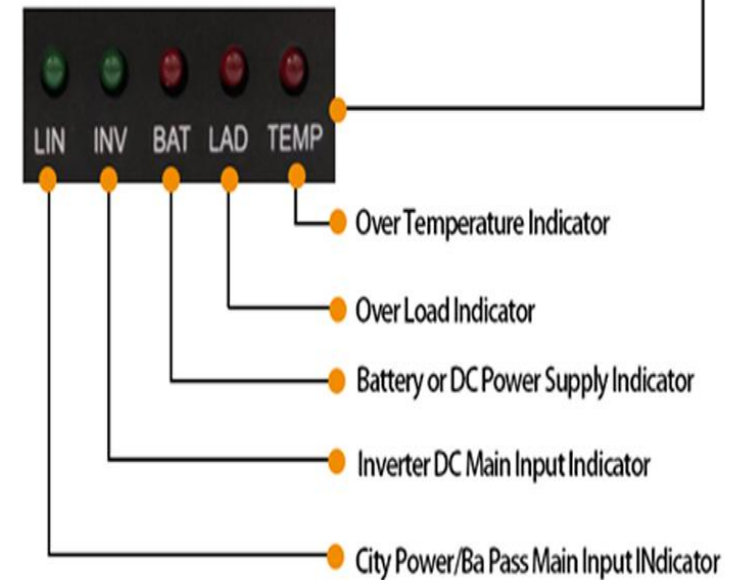 LIN INV BAT LAD TEMP
Over Temperature Indicator
Over Load Indicator
Battery or DC Power Supply Indicator
Inverter DC Main Input Indicator
City Power/Ba Pass Main Input INdicator